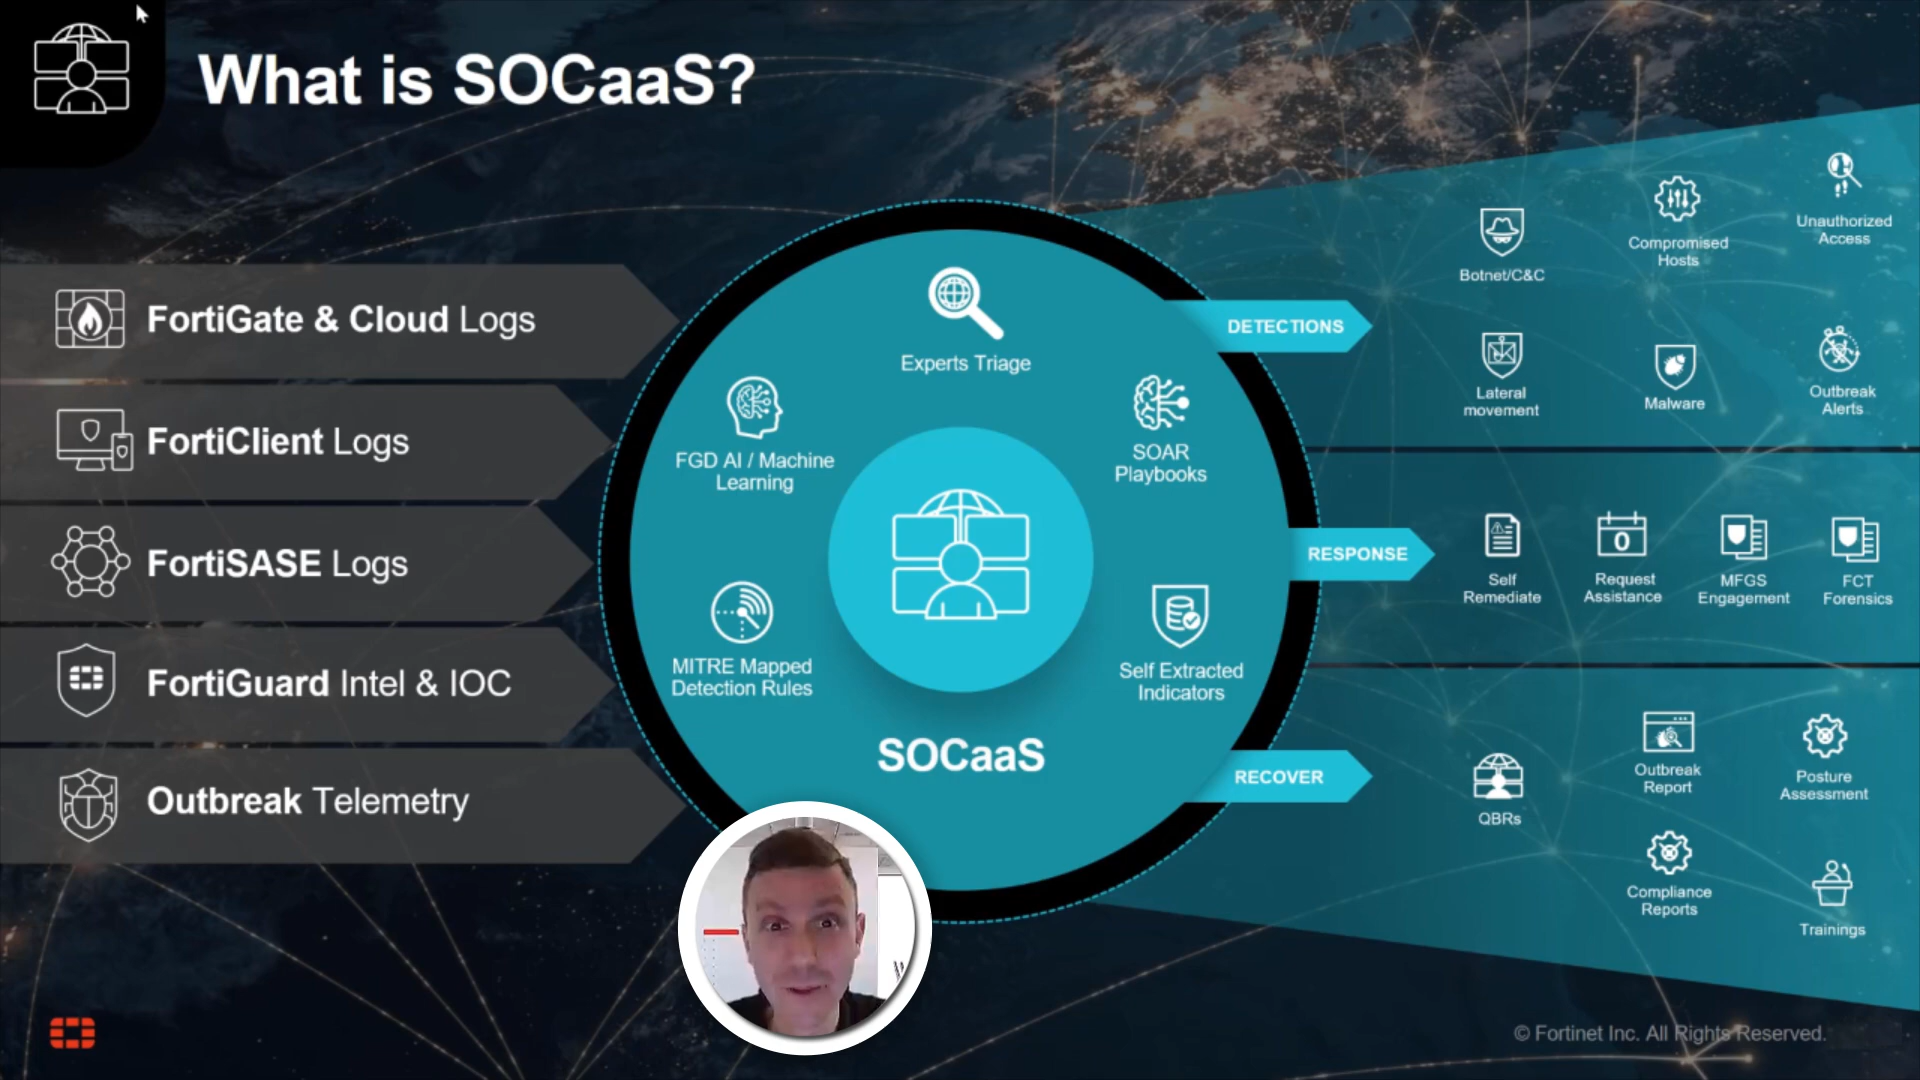 What is SOCaaS?
FortiGate & Cloud Logs
FortiClient Logs
FortiSASE Logs
FortiGuard Intel & IOC
Outbreak Telemetry
Experts Triage
FGD AI / Machine
Learning
SOAR
Playbooks
MITRE Mapped
Detection Rules
Self Extracted
Indicators
SOCaaS
DETECTIONS
Botnet/C&C
Compromised
Hosts
Unauthorized
Access
Lateral
movement
Malware
Outbreak
Alerts
RESPONSE
Self
Remediate
0
Request
Assistance
MFGS
Engagement
FCT
Forensics
RECOVER
QBRs
Outbreak
Report
Posture
Assessment
Compliance
Reports
Trainings
© Fortinet Inc. All Rights Reserved.